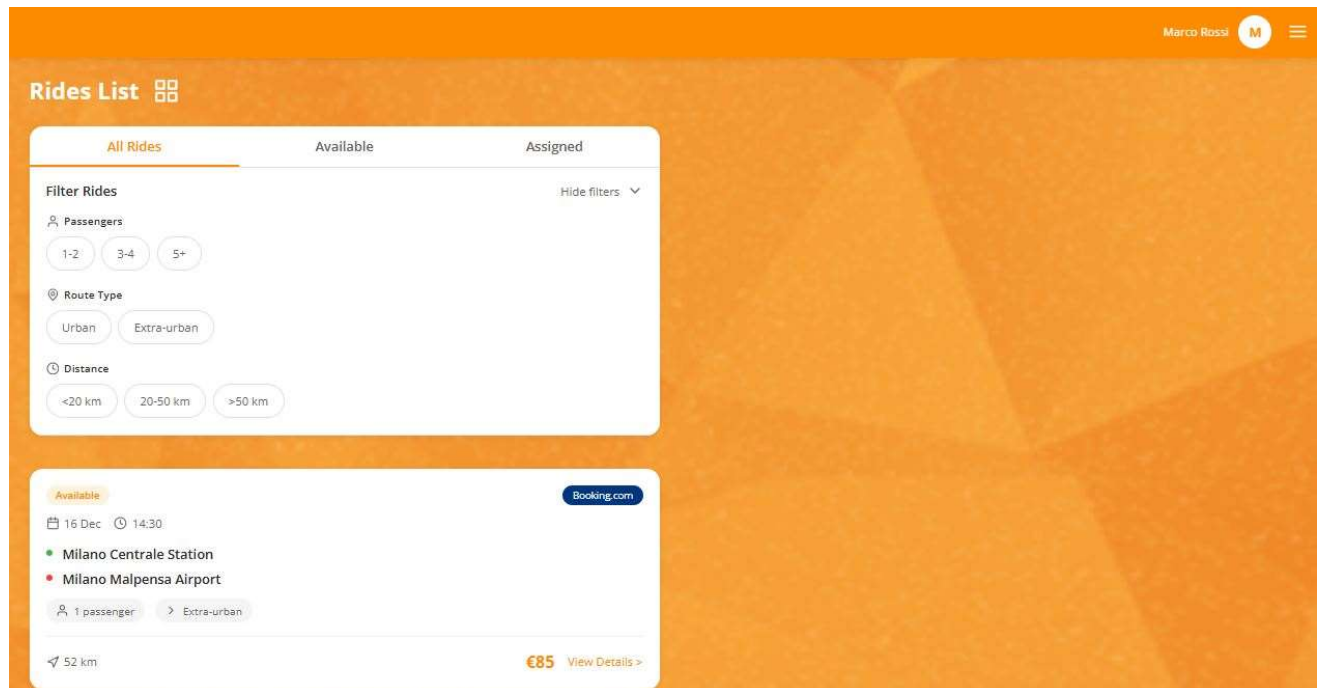 Marco Rossi M
Rides List
All Rides Available Assigned
Filter Rides Hide filters
Passengers
1-2 3-4 5+
Route Type
Urban Extra-urban
Distance
<20 km 20-50 km >50 km
Available Booking.com
16 Dec 14:30
Milano Centrale Station
Milano Malpensa Airport
1 passenger > Extra-urban
52 km €85 View Details >